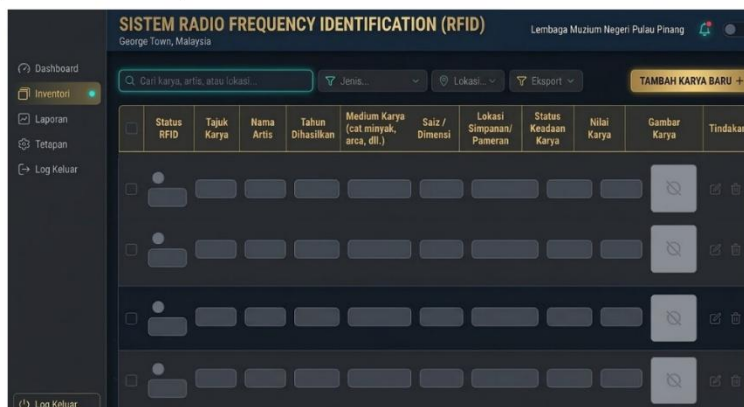 SISTEM RADIO FREQUENCY IDENTIFICATION (RFID)
George Town, Malaysia
Lembaga Muzium Negeri Pulau Pinang
Dashboard
Inventori
Laporan
Tetapan
Log Keluar
Cari karya, artis, atau lokasi...
Jenis...
Lokasi...
Eksport
TAMBAH KARYA BARU +
Status RFID
Tajuk Karya
Nama Artis
Tahun Dihasilkan
Medium Karya (cat minyak, arca, dll.)
Saiz / Dimensi
Lokasi Simpanan/ Pameran
Status Keadaan Karya
Nilai Karya
Gambar Karya
Tindakan
Log Keluar